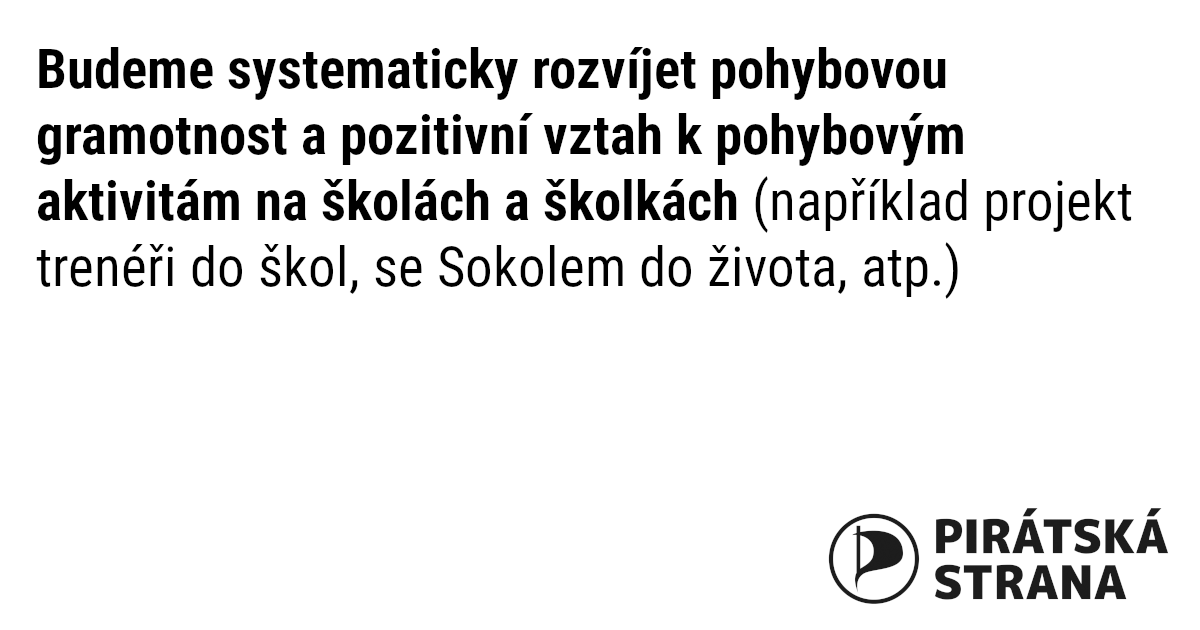 Budeme systematicky rozvíjet pohybovou
gramotnost a pozitivní vztah k pohybovým
aktivitám na školách a školkách (například projekt
trenéři do škol, se Sokolem do života, atp.)
PIRÁTSKÁ
STRANA